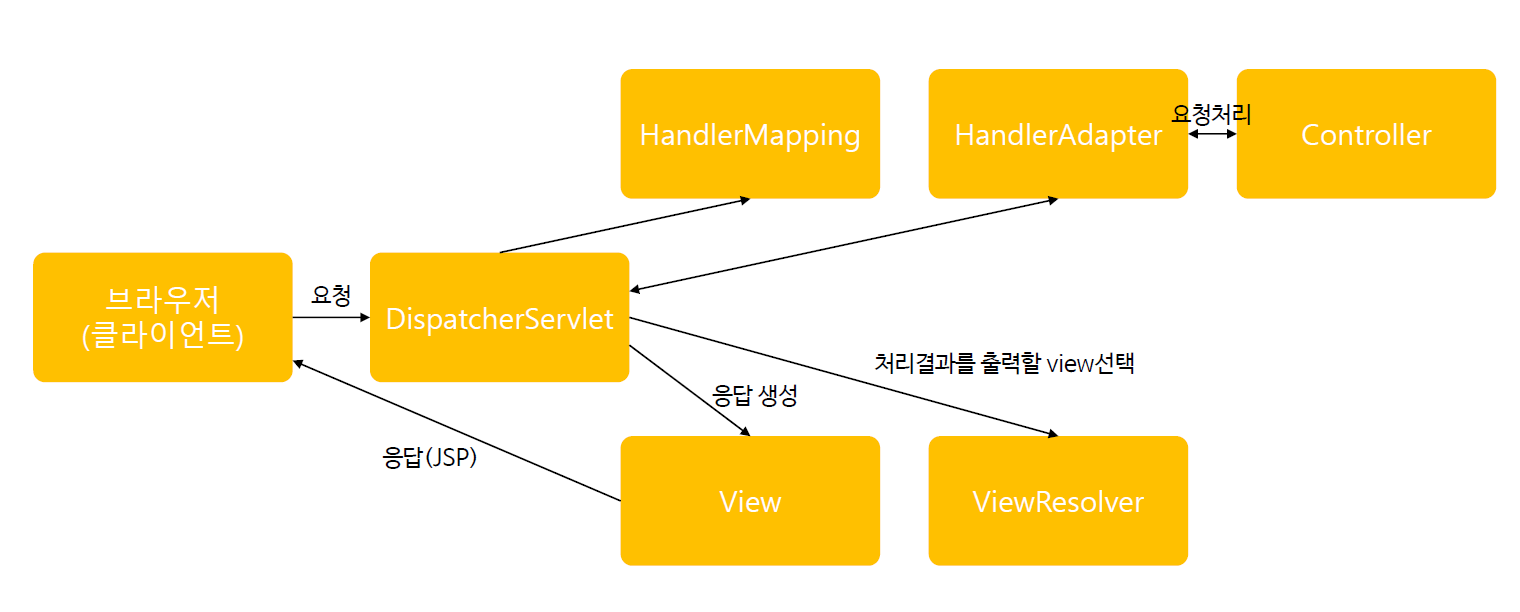 HandlerMapping
HandlerAdapter
요청처리
Controller
브라우저
(클라이언트)
요청
DispatcherServlet
처리결과를 출력할 view선택
응답 생성
응답(JSP)
View
ViewResolver